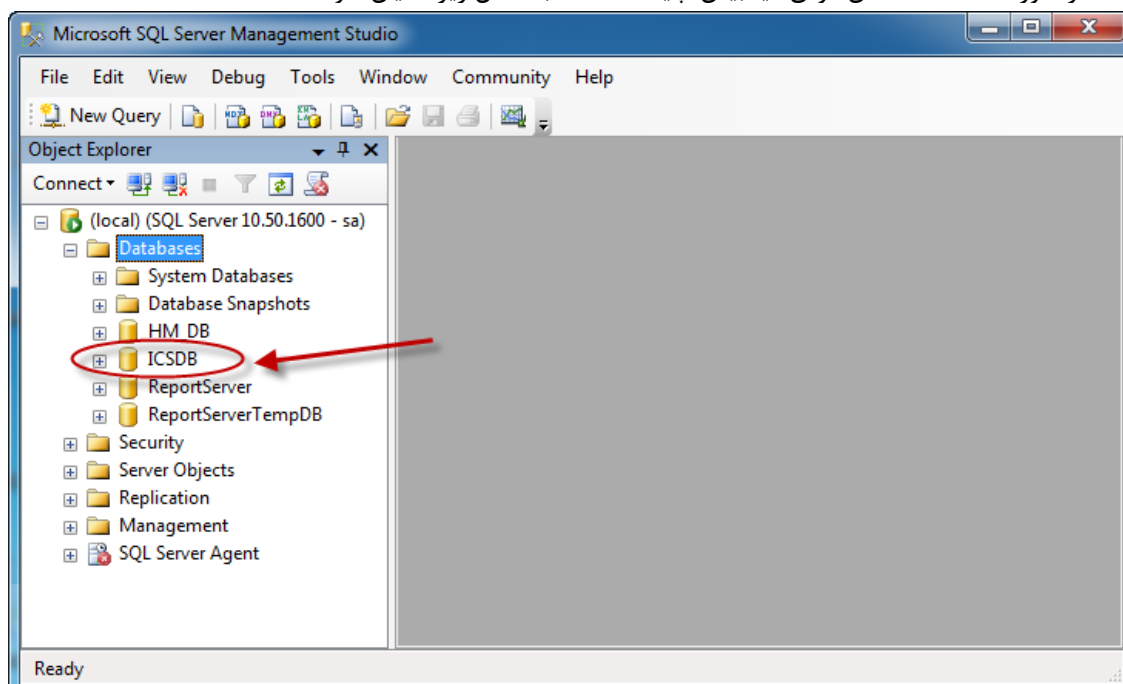 Microsoft SQL Server Management Studio
File Edit View Debug Tools Window Community Help
New Query
Object Explorer
Connect
(local) (SQL Server 10.50.1600 - sa)
Databases
System Databases
Database Snapshots
HM_DB
ICSDB
ReportServer
ReportServerTempDB
Security
Server Objects
Replication
Management
SQL Server Agent
Ready